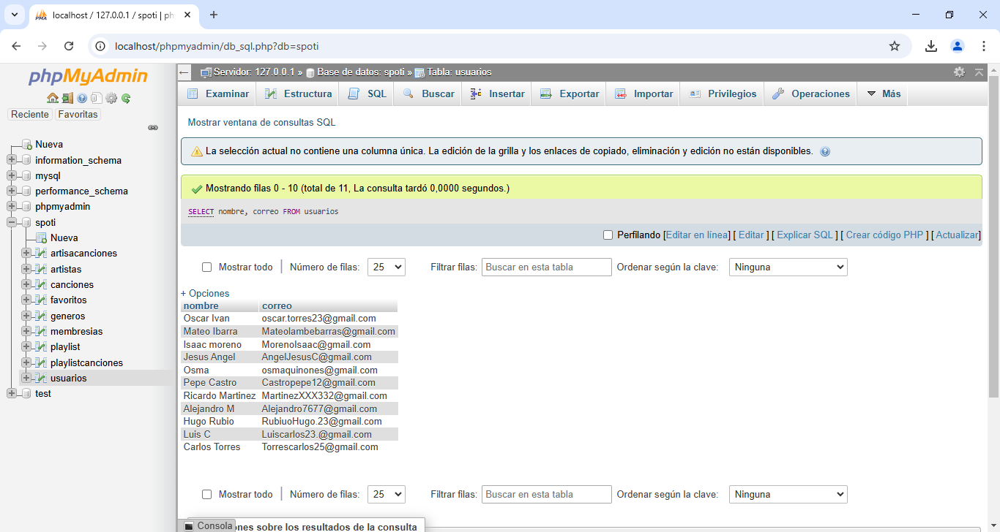 localhost / 127.0.0.1 / spoti | ph
localhost/phpmyadmin/db_sql.php?db=spoti
phpMyAdmin
Reciente Favoritas
Nueva
information_schema
mysql
performance_schema
phpmyadmin
spoti
Nueva
artisacanciones
artistas
canciones
favoritos
generos
membresias
playlist
playlistcanciones
usuarios
test
Servidor: 127.0.0.1 » Base de datos: spoti » Tabla: usuarios
Examinar Estructura SQL Buscar Insertar Exportar Importar Privilegios Operaciones Más
Mostrar ventana de consultas SQL
La selección actual no contiene una columna única. La edición de la grilla y los enlaces de copiado, eliminación y edición no están disponibles.
Mostrando filas 0 - 10 (total de 11, La consulta tardó 0,0000 segundos.)
SELECT nombre, correo FROM usuarios
Perfilando [Editar en línea] [ Editar ] [ Explicar SQL ] [ Crear código PHP ] [ Actualizar]
Mostrar todo | Número de filas: 25 Filtrar filas: Buscar en esta tabla Ordenar según la clave: Ninguna
+ Opciones
nombre correo
Oscar Ivan oscar.torres23@gmail.com
Mateo Ibarra Mateolambebarras@gmail.com
Isaac moreno MorenoIsaac@gmail.com
Jesus Angel AngelJesusC@gmail.com
Osma osmaquinones@gmail.com
Pepe Castro Castropepe12@gmail.com
Ricardo Martinez MartinezXXX332@gmail.com
Alejandro M Alejandro7677@gmail.com
Hugo Rubio RubiuoHugo.23@gmail.com
Luis C Luiscarlos23.@gmail.com
Carlos Torres Torrescarlos25@gmail.com
Mostrar todo | Número de filas: 25 Filtrar filas: Buscar en esta tabla Ordenar según la clave: Ninguna
Consola ones sobre los resultados de la consulta